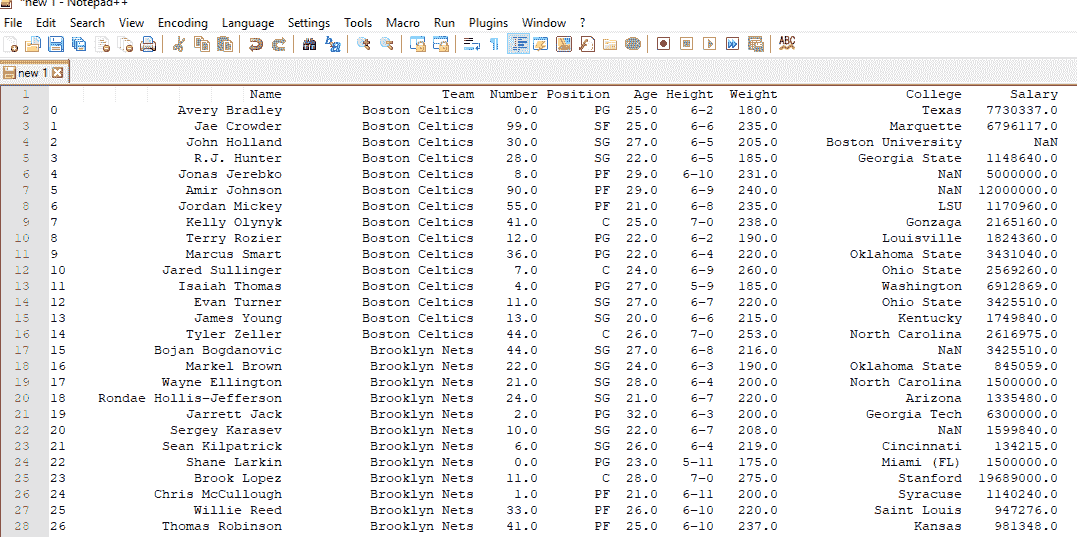 *new 1 - Notepad++
File Edit Search View Encoding Language Settings Tools Macro Run Plugins Window ?
ABC
new 1
1 Name Team Number Position Age Height Weight College Salary
2 0 Avery Bradley Boston Celtics 0.0 PG 25.0 6-2 180.0 Texas 7730337.0
3 1 Jae Crowder Boston Celtics 99.0 SF 25.0 6-6 235.0 Marquette 6796117.0
4 2 John Holland Boston Celtics 30.0 SG 27.0 6-5 205.0 Boston University NaN
5 3 R.J. Hunter Boston Celtics 28.0 SG 22.0 6-5 185.0 Georgia State 1148640.0
6 4 Jonas Jerebko Boston Celtics 8.0 PF 29.0 6-10 231.0 NaN 5000000.0
7 5 Amir Johnson Boston Celtics 90.0 PF 29.0 6-9 240.0 NaN 12000000.0
8 6 Jordan Mickey Boston Celtics 55.0 PF 21.0 6-8 235.0 LSU 1170960.0
9 7 Kelly Olynyk Boston Celtics 41.0 C 25.0 7-0 238.0 Gonzaga 2165160.0
10 8 Terry Rozier Boston Celtics 12.0 PG 22.0 6-2 190.0 Louisville 1824360.0
11 9 Marcus Smart Boston Celtics 36.0 PG 22.0 6-4 220.0 Oklahoma State 3431040.0
12 10 Jared Sullinger Boston Celtics 7.0 C 24.0 6-9 260.0 Ohio State 2569260.0
13 11 Isaiah Thomas Boston Celtics 4.0 PG 27.0 5-9 185.0 Washington 6912869.0
14 12 Evan Turner Boston Celtics 11.0 SG 27.0 6-7 220.0 Ohio State 3425510.0
15 13 James Young Boston Celtics 13.0 SG 20.0 6-6 215.0 Kentucky 1749840.0
16 14 Tyler Zeller Boston Celtics 44.0 C 26.0 7-0 253.0 North Carolina 2616975.0
17 15 Bojan Bogdanovic Brooklyn Nets 44.0 SG 27.0 6-8 216.0 NaN 3425510.0
18 16 Markel Brown Brooklyn Nets 22.0 SG 24.0 6-3 190.0 Oklahoma State 845059.0
19 17 Wayne Ellington Brooklyn Nets 21.0 SG 28.0 6-4 200.0 North Carolina 1500000.0
20 18 Rondae Hollis-Jefferson Brooklyn Nets 24.0 SG 21.0 6-7 220.0 Arizona 1335480.0
21 19 Jarrett Jack Brooklyn Nets 2.0 PG 32.0 6-3 200.0 Georgia Tech 6300000.0
22 20 Sergey Karasev Brooklyn Nets 10.0 SG 22.0 6-7 208.0 NaN 1599840.0
23 21 Sean Kilpatrick Brooklyn Nets 6.0 SG 26.0 6-4 219.0 Cincinnati 134215.0
24 22 Shane Larkin Brooklyn Nets 0.0 PG 23.0 5-11 175.0 Miami (FL) 1500000.0
25 23 Brook Lopez Brooklyn Nets 11.0 C 28.0 7-0 275.0 Stanford 19689000.0
26 24 Chris McCullough Brooklyn Nets 1.0 PF 21.0 6-11 200.0 Syracuse 1140240.0
27 25 Willie Reed Brooklyn Nets 33.0 PF 26.0 6-10 220.0 Saint Louis 947276.0
28 26 Thomas Robinson Brooklyn Nets 41.0 PF 25.0 6-10 237.0 Kansas 981348.0